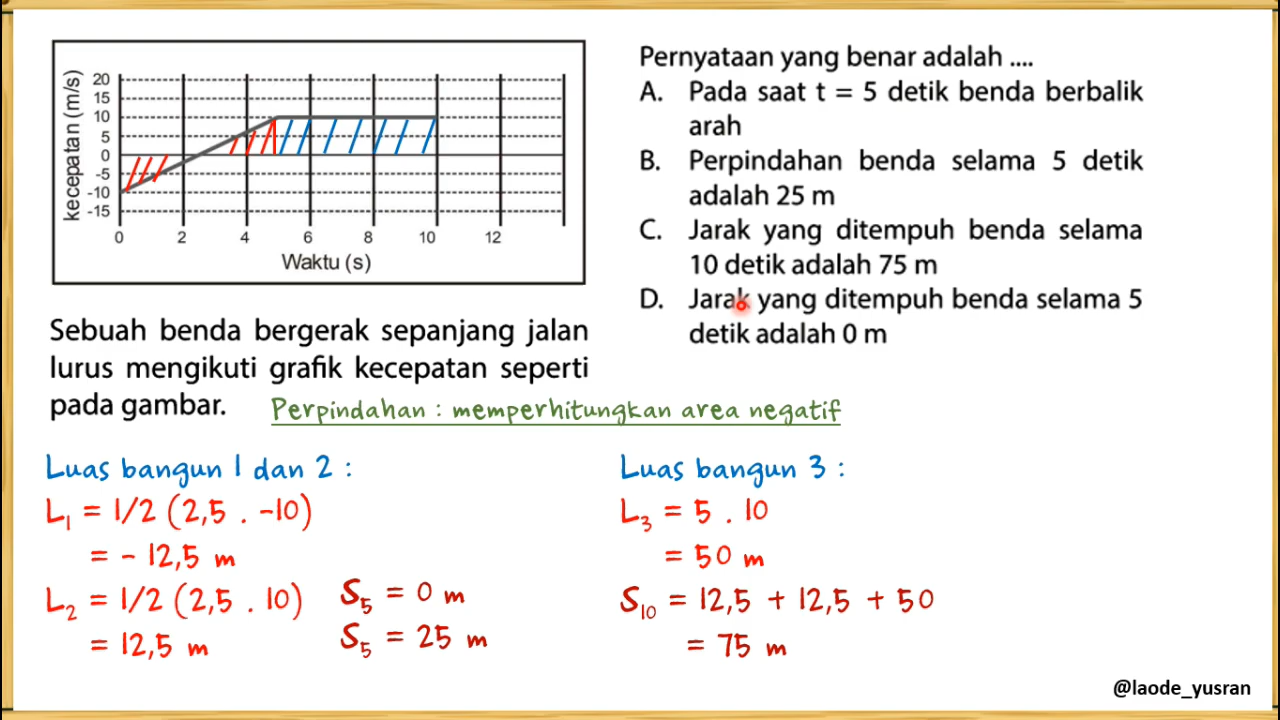 kecepatan (m/s)
20
15
10
5
0
-5
-10
-15
0 2 4 6 8 10 12
Waktu (s)
Sebuah benda bergerak sepanjang jalan
lurus mengikuti grafik kecepatan seperti
pada gambar.
Pernyataan yang benar adalah ....
A. Pada saat t = 5 detik benda berbalik
arah
B. Perpindahan benda selama 5 detik
adalah 25 m
C. Jarak yang ditempuh benda selama
10 detik adalah 75 m
D. Jarak yang ditempuh benda selama 5
detik adalah 0 m
Perpindahan : memperhitungkan area negatif
Luas bangun 1 dan 2 :
L₁ = 1/2 (2,5 . -10)
= - 12,5 m
L₂ = 1/2 (2,5 . 10)
= 12,5 m
S₅ = 0 m
S₅ = 25 m
Luas bangun 3 :
L₃ = 5 . 10
= 50 m
S₁₀ = 12,5 + 12,5 + 50
= 75 m
@laode_yusran